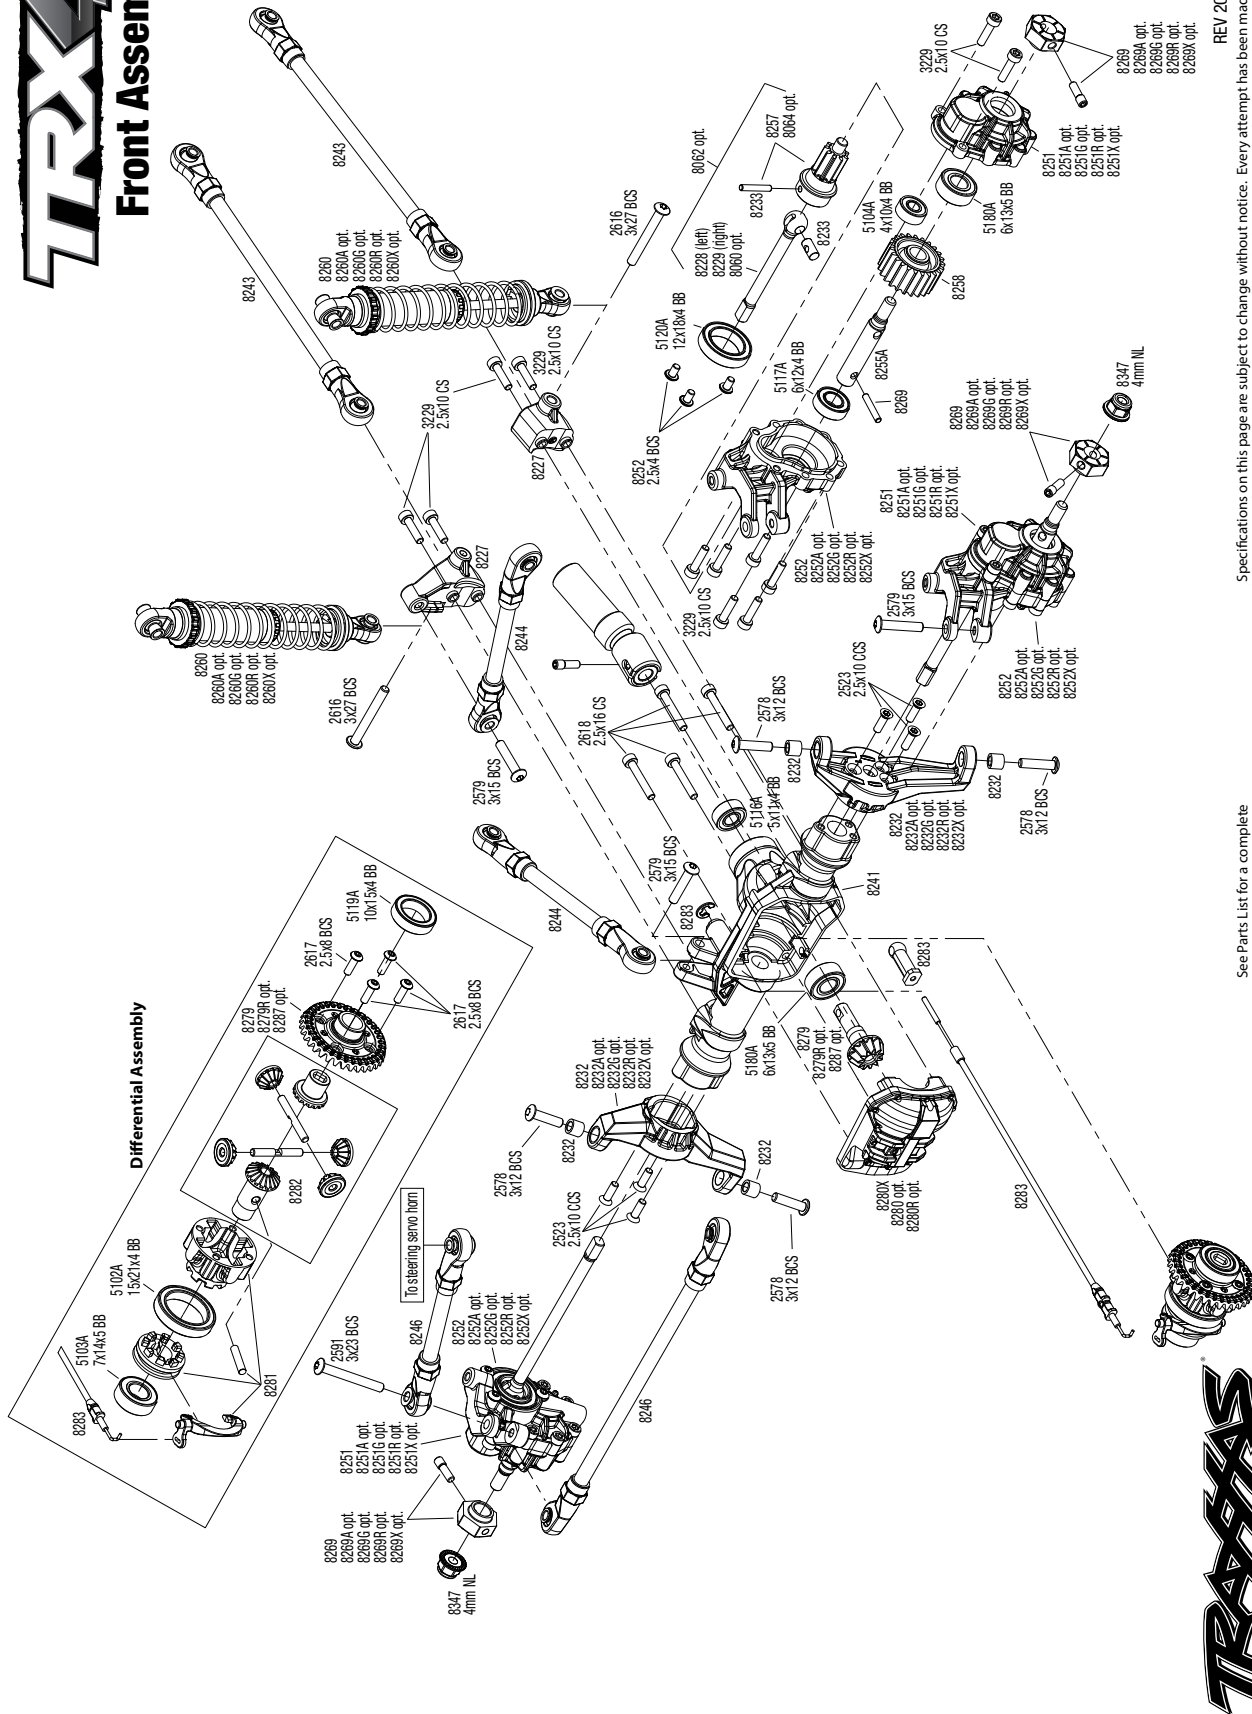 TRX4
Front Assem
Differential Assembly
8283
5103A
7x14x5 BB
5102A
15x21x4 BB
8281
8282
8279
8279R opt.
8287 opt.
2617
2.5x8 BCS
2617
2.5x8 BCS
5119A
10x15x4 BB
8260
8260A opt.
8260G opt.
8260R opt.
8260X opt.
2616
3x27 BCS
8243
8243
8260
8260A opt.
8260G opt.
8260R opt.
8260X opt.
2616
3x27 BCS
3229
2.5x10 CS
3229
2.5x10 CS
8227
8227
8244
2579
3x15 BCS
8244
2579
3x15 BCS
8283
2618
2.5x16 CS
5116A
5x11x4 BB
2578
3x12 BCS
8232
8232
8232A opt.
8232G opt.
8232R opt.
8232X opt.
8232
2578
3x12 BCS
2523
2.5x10 CCS
8241
8283
8252
2.5x4 BCS
5120A
12x18x4 BB
8228 (left)
8229 (right)
8060 opt.
8062 opt.
8233
8233
8257
8064 opt.
3229
2.5x10 CS
8252
8252A opt.
8252G opt.
8252R opt.
8252X opt.
5117A
6x12x4 BB
8269
8255A
8258
5104A
4x10x4 BB
5180A
6x13x5 BB
3229
2.5x10 CS
8251
8251A opt.
8251G opt.
8251R opt.
8251X opt.
8269
8269A opt.
8269G opt.
8269R opt.
8269X opt.
2579
3x15 BCS
8252
8252A opt.
8252G opt.
8252R opt.
8252X opt.
8251
8251A opt.
8251G opt.
8251R opt.
8251X opt.
8269
8269A opt.
8269G opt.
8269R opt.
8269X opt.
8347
4mm NL
To steering servo horn
2591
3x23 BCS
8246
8252
8252A opt.
8252G opt.
8252R opt.
8252X opt.
8251
8251A opt.
8251G opt.
8251R opt.
8251X opt.
8269
8269A opt.
8269G opt.
8269R opt.
8269X opt.
8347
4mm NL
8246
2578
3x12 BCS
8232
8232
8232A opt.
8232G opt.
8232R opt.
8232X opt.
8232
2578
3x12 BCS
2523
2.5x10 CCS
5180A
6x13x5 BB
8279
8279R opt.
8287 opt.
8280X
8280 opt.
8280R opt.
8283
TRAXXAS®
See Parts List for a complete
REV 20
Specifications on this page are subject to change without notice. Every attempt has been mad